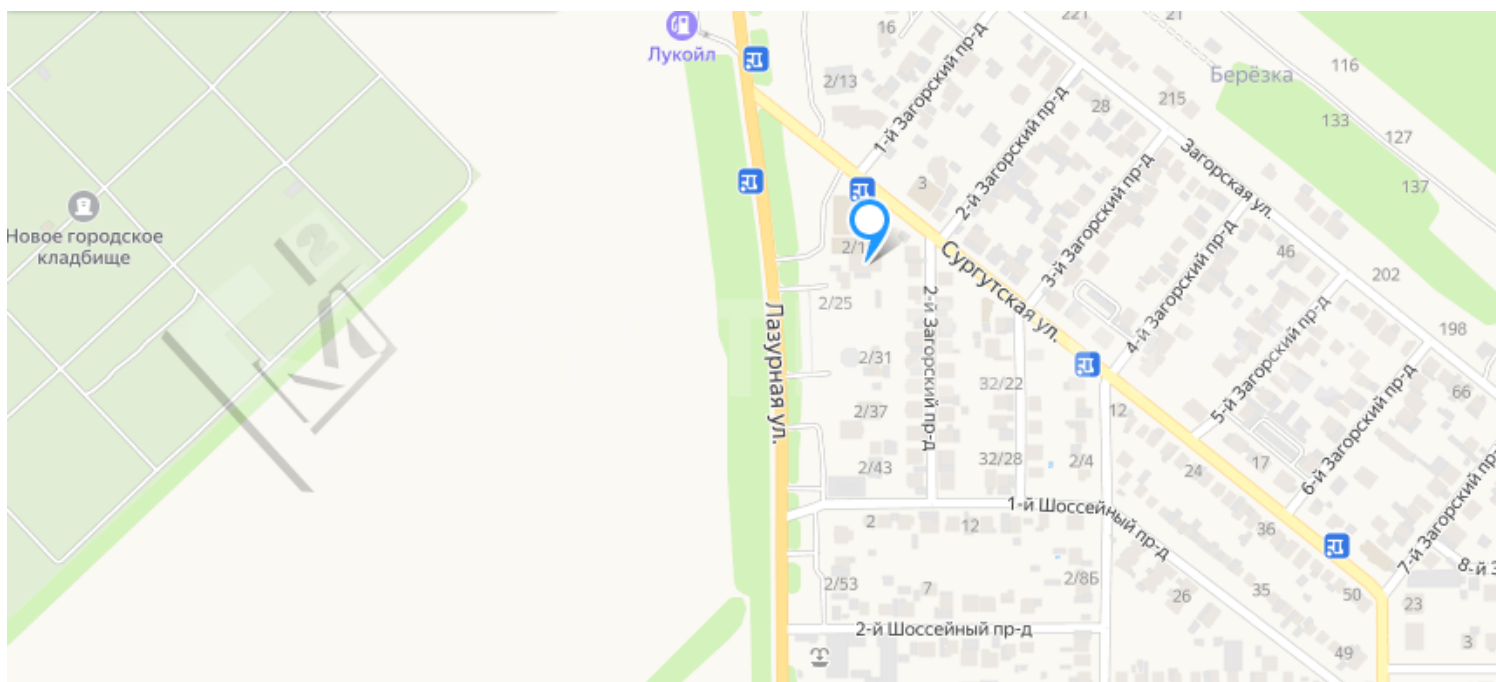 16
221
21
Лукойл
Берёзка
116
2/13
28
215
133
127
1-й Загорский пр-д
2-й Загорский пр-д
3-й Загорский пр-д
Загорская ул.
137
3
Новое городское
кладбище
4-й Загорский пр-д
46
202
2/1
Сургутская ул.
2/25
2-й Загорский пр-д
Лазурная ул.
198
2/31
32/22
5-й Загорский пр-д
66
2/37
12
6-й Загорский пр-д
2/43
32/28
2/4
24
17
1-й Шоссейный пр-д
2
12
36
7-й Загорский пр-
8-й З
2/53
7
2/8Б
26
35
50
23
2-й Шоссейный пр-д
3
49